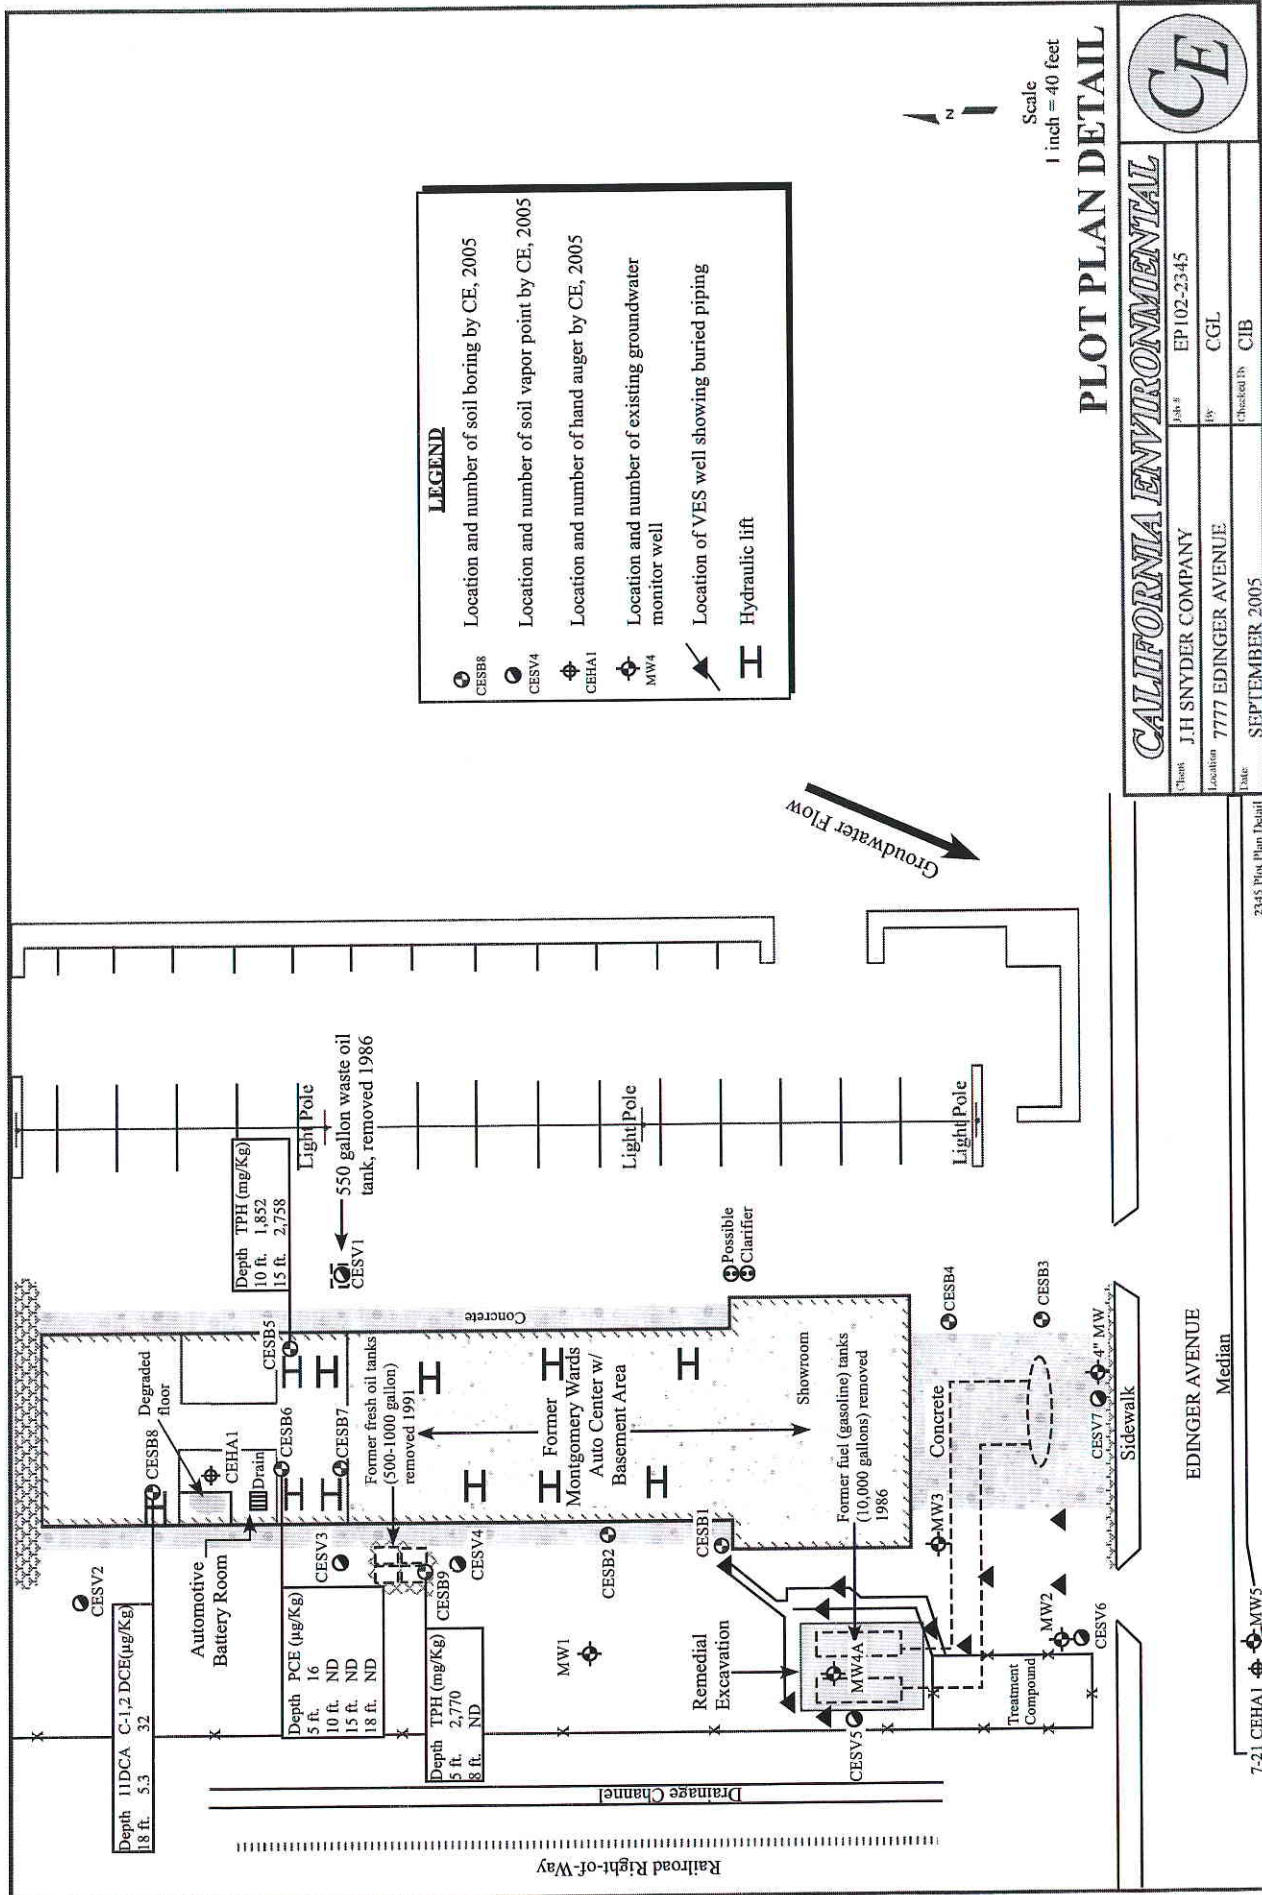 Railroad Right-of-Way
Drainage Channel
Depth 11DCA C-1,2 DCE(µg/Kg)
18 ft. 5.3 32
CESV2
Automotive
Battery Room
Degraded
floor
CESB8
CEHA1
Drain
CESB6
CESB5
CESB7
Depth PCE (µg/Kg)
5 ft. 16
10 ft. ND
15 ft. ND
18 ft. ND
Depth TPH (mg/Kg)
10 ft. 1,852
15 ft. 2,758
Light Pole
550 gallon waste oil
tank, removed 1986
CESV1
CESV3
Former fresh oil tanks
(500-1000 gallon)
removed 1991
CESB9
CESV4
Depth TPH (mg/Kg)
5 ft. 2,770
8 ft. ND
Concrete
Former
Montgomery Wards
Auto Center w/
Basement Area
CESB2
MW1
Light Pole
Possible
Clarifier
CESB1
Remedial
Excavation
MW4A
CESV5
Showroom
Former fuel (gasoline) tanks
(10,000 gallons) removed
1986
Light Pole
MW3
Concrete
CESB4
CESB3
Treatment
Compound
MW2
CESV6
CESV7
4" MW
Sidewalk
EDINGER AVENUE
Median
7-21 CEHA1
MW5
Groudwater Flow
LEGEND
CESB8
Location and number of soil boring by CE, 2005
CESV4
Location and number of soil vapor point by CE, 2005
CEHA1
Location and number of hand auger by CE, 2005
MW4
Location and number of existing groundwater
monitor well
Location of VES well showing buried piping
Hydraulic lift
N
Scale
1 inch = 40 feet
PLOT PLAN DETAIL
CALIFORNIA ENVIRONMENTAL
CE
Client J.H SNYDER COMPANY
Job # EP102-2345
Location 7777 EDINGER AVENUE
By CGL
Date SEPTEMBER 2005
Checked By CIB
2345 Plot Plan Detail